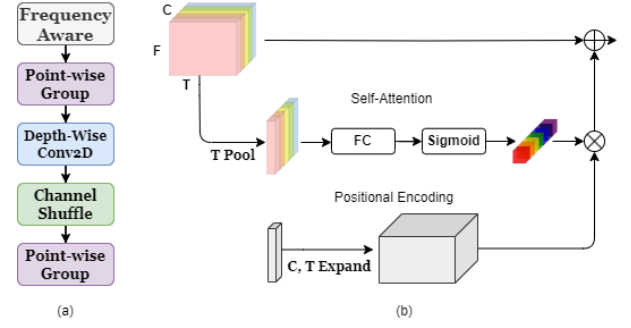 Frequency
Aware
Point-wise
Group
Depth-Wise
Conv2D
Channel
Shuffle
Point-wise
Group
(a)
C
F
T
Self-Attention
T Pool
FC
Sigmoid
Positional Encoding
C, T Expand
(b)